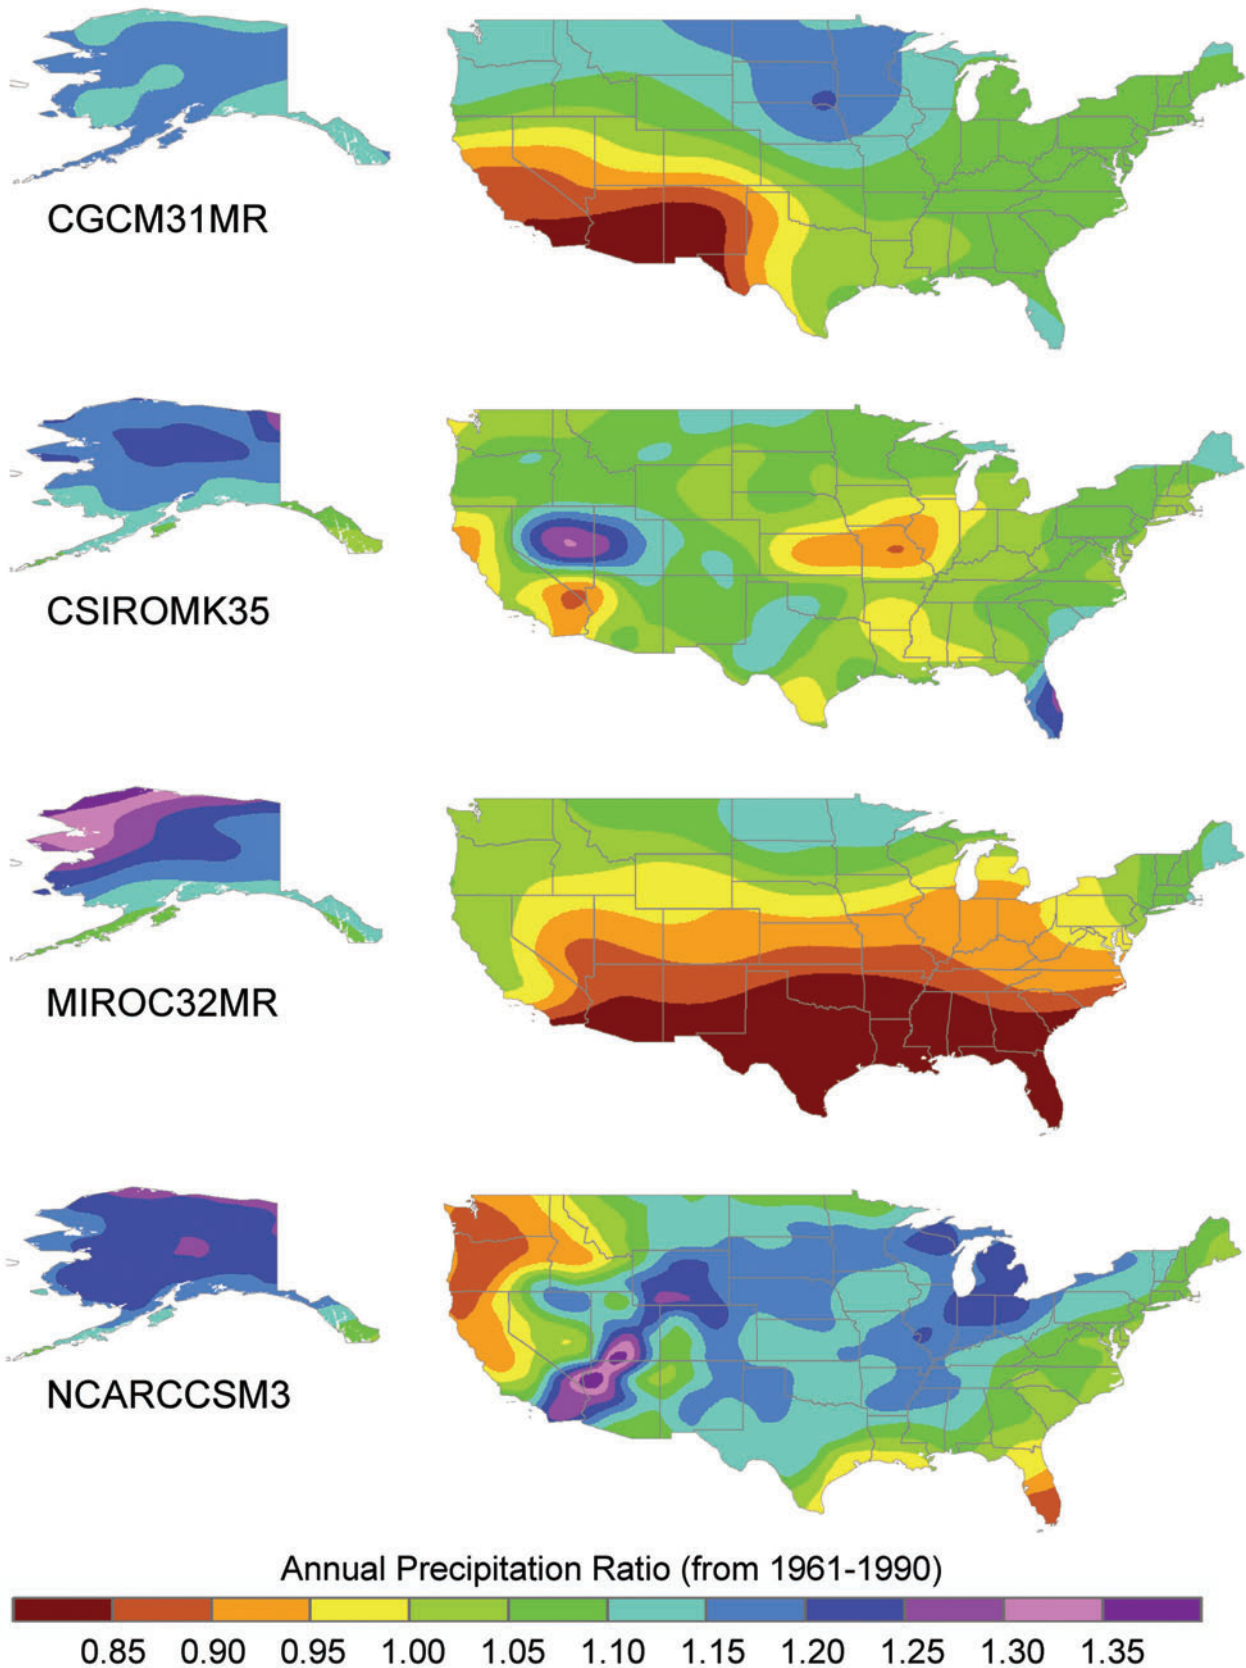 CGCM31MR
CSIROMK35
MIROC32MR
NCARCCSM3
Annual Precipitation Ratio (from 1961-1990)
0.85 0.90 0.95 1.00 1.05 1.10 1.15 1.20 1.25 1.30 1.35